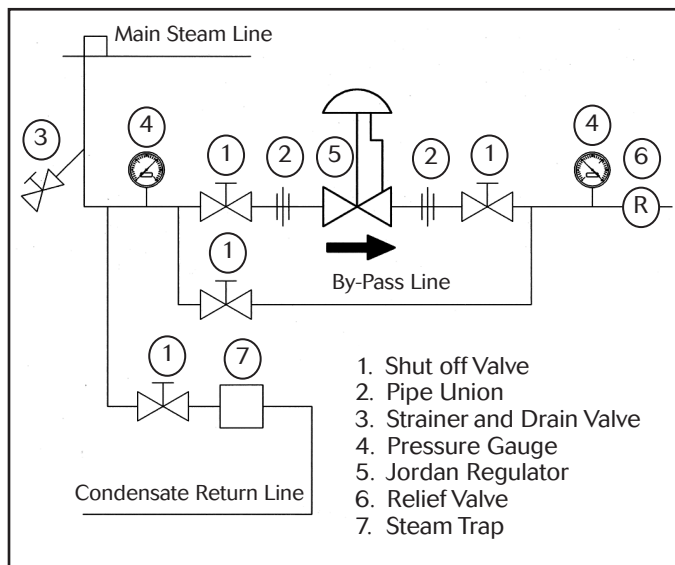 Main Steam Line
3
4
1
2
5
2
1
4
6
R
1
By-Pass Line
1
7
1. Shut off Valve
2. Pipe Union
3. Strainer and Drain Valve
4. Pressure Gauge
5. Jordan Regulator
6. Relief Valve
7. Steam Trap
Condensate Return Line